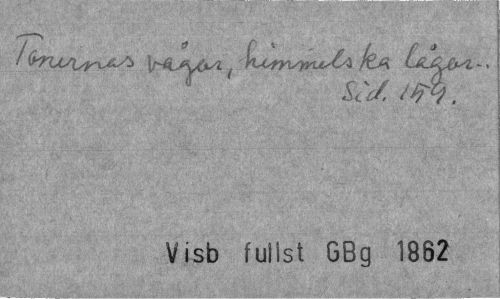 Tonernas vågor, himmelska lågor..
Sid. 159.
Visb fullst GBg 1862